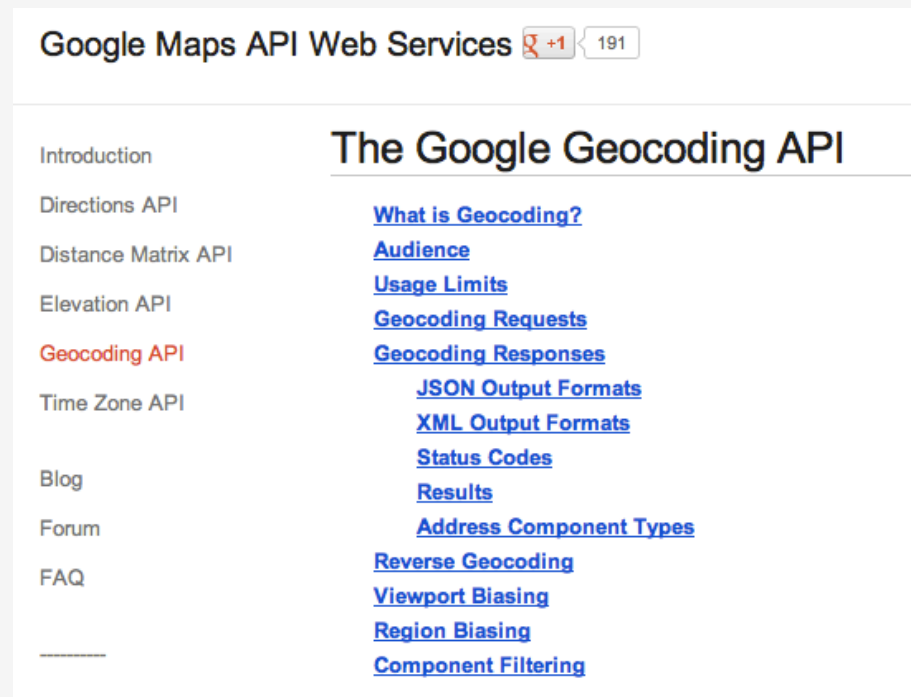 Google Maps API Web Services g +1 191
Introduction
Directions API
Distance Matrix API
Elevation API
Geocoding API
Time Zone API
Blog
Forum
FAQ
----------
The Google Geocoding API
What is Geocoding?
Audience
Usage Limits
Geocoding Requests
Geocoding Responses
JSON Output Formats
XML Output Formats
Status Codes
Results
Address Component Types
Reverse Geocoding
Viewport Biasing
Region Biasing
Component Filtering